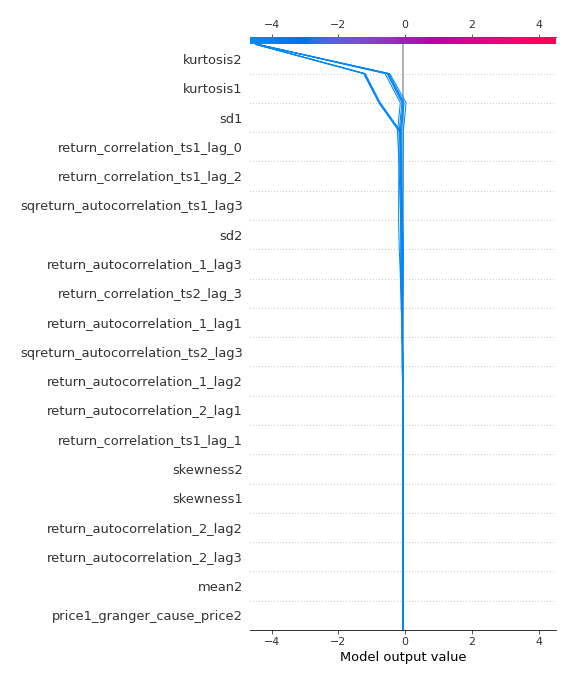 −4 −2 0 2 4
kurtosis2
kurtosis1
sd1
return_correlation_ts1_lag_0
return_correlation_ts1_lag_2
sqreturn_autocorrelation_ts1_lag3
sd2
return_autocorrelation_1_lag3
return_correlation_ts2_lag_3
return_autocorrelation_1_lag1
sqreturn_autocorrelation_ts2_lag3
return_autocorrelation_1_lag2
return_autocorrelation_2_lag1
return_correlation_ts1_lag_1
skewness2
skewness1
return_autocorrelation_2_lag2
return_autocorrelation_2_lag3
mean2
price1_granger_cause_price2
−4 −2 0 2 4
Model output value